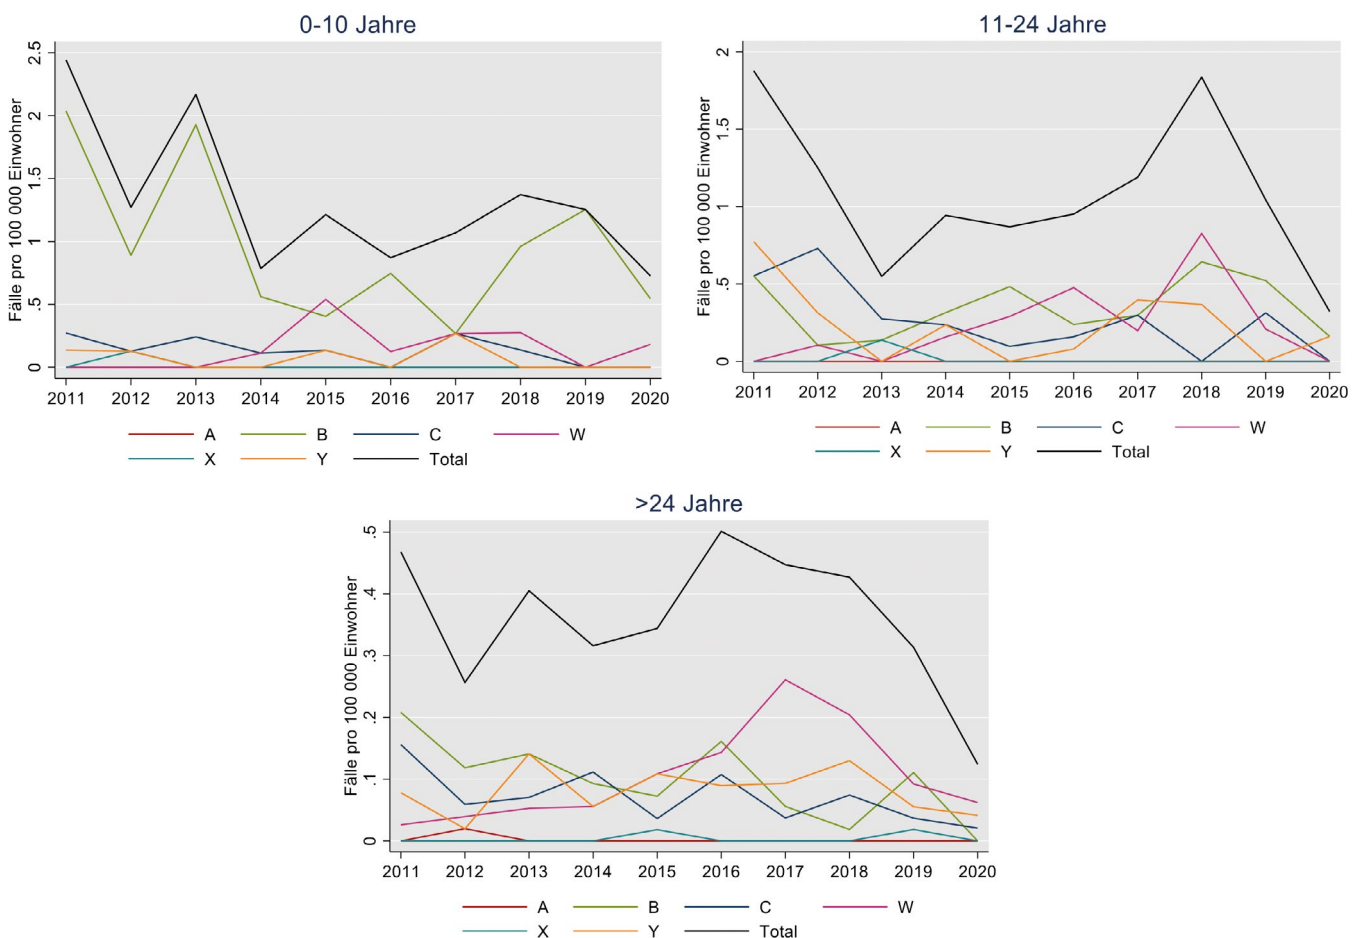 0-10 Jahre
Fälle pro 100 000 Einwohner
2.5
2
1.5
1
.5
0
2011 2012 2013 2014 2015 2016 2017 2018 2019 2020
A B C W
X Y Total
11-24 Jahre
Fälle pro 100 000 Einwohner
2
1.5
1
.5
0
2011 2012 2013 2014 2015 2016 2017 2018 2019 2020
A B C W
X Y Total
>24 Jahre
Fälle pro 100 000 Einwohner
.5
.4
.3
.2
.1
0
2011 2012 2013 2014 2015 2016 2017 2018 2019 2020
A B C W
X Y Total